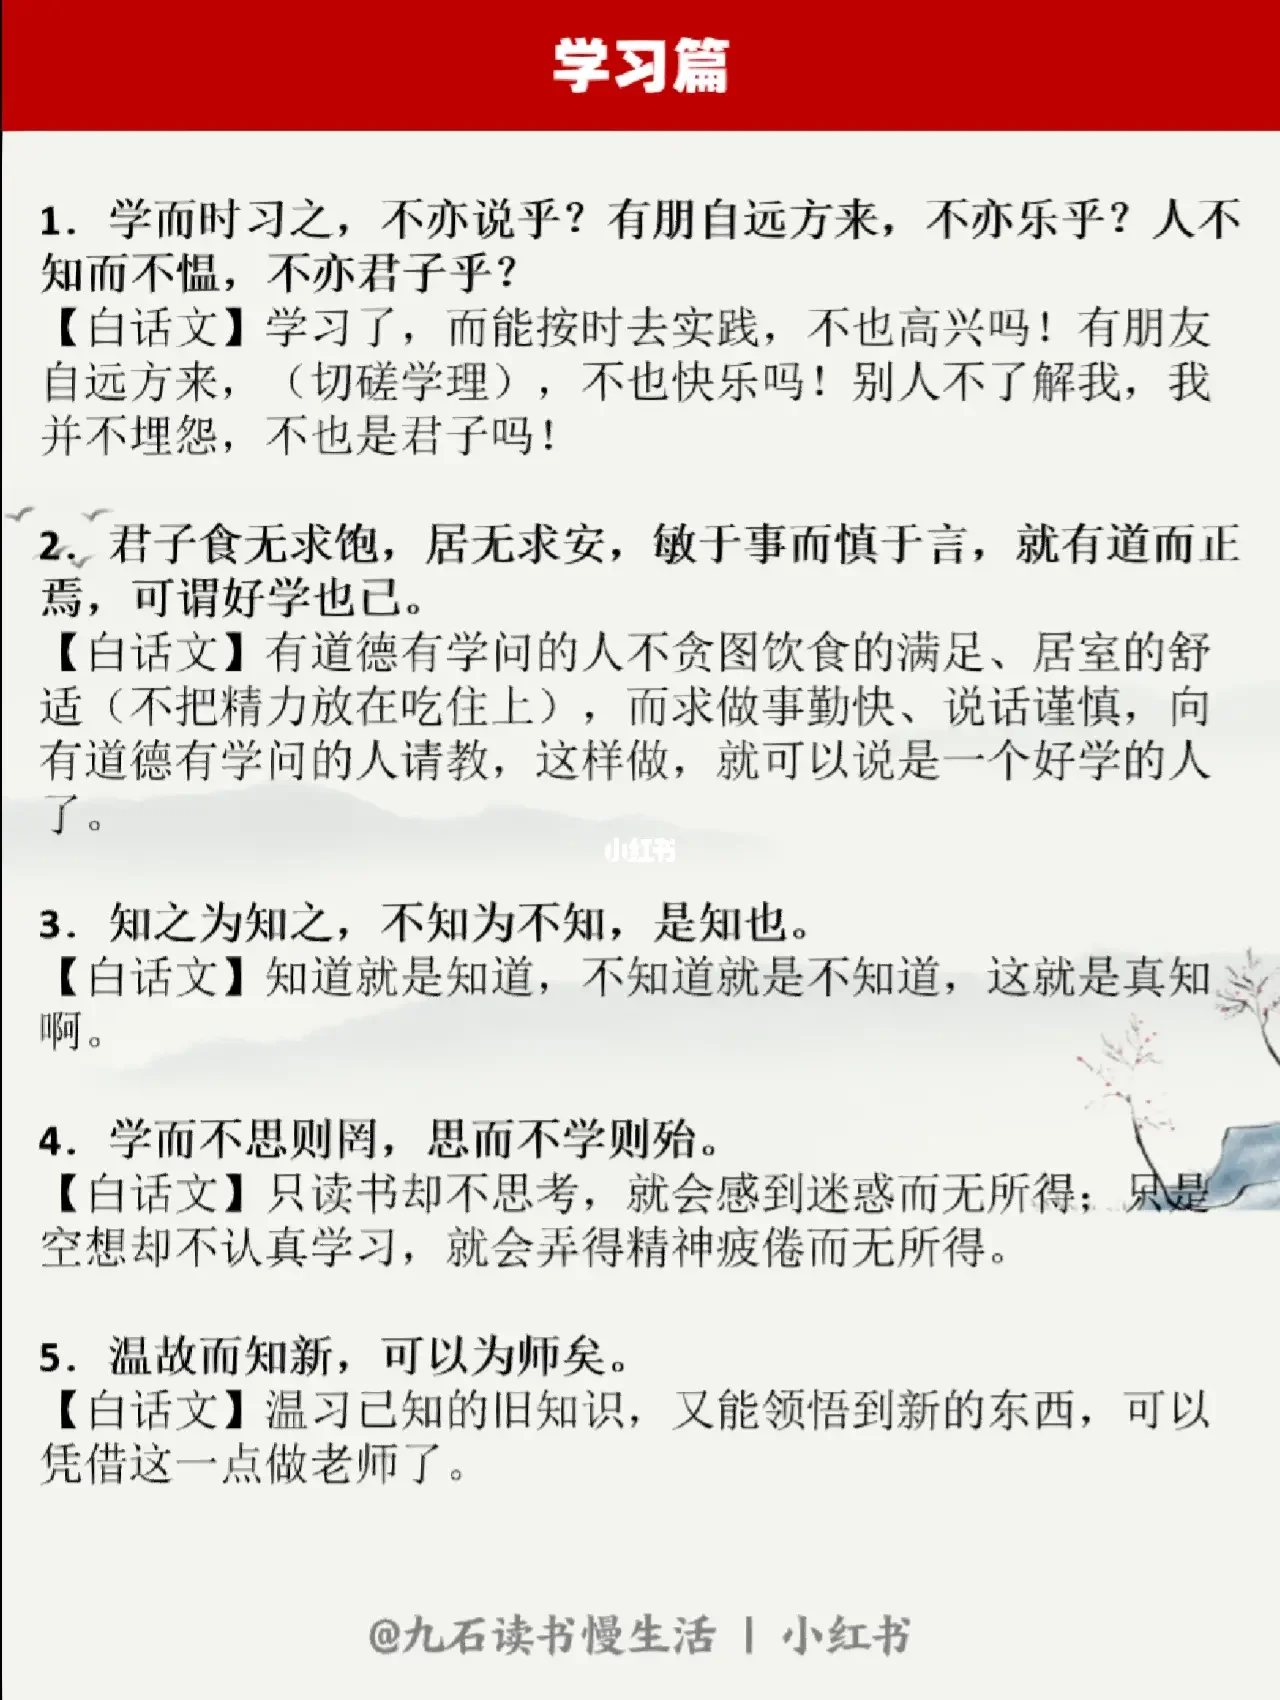 学习篇
1. 学而时习之，不亦说乎？有朋自远方来，不亦乐乎？人不
知而不愠，不亦君子乎？
【白话文】学习了，而能按时去实践，不也高兴吗！有朋友
自远方来，（切磋学理），不也快乐吗！别人不了解我，我
并不埋怨，不也是君子吗！
2. 君子食无求饱，居无求安，敏于事而慎于言，就有道而正
焉，可谓好学也已。
【白话文】有道德有学问的人不贪图饮食的满足、居室的舒
适（不把精力放在吃住上），而求做事勤快、说话谨慎，向
有道德有学问的人请教，这样做，就可以说是一个好学的人
了。
小红书
3. 知之为知之，不知为不知，是知也。
【白话文】知道就是知道，不知道就是不知道，这就是真知
啊。
4. 学而不思则罔，思而不学则殆。
【白话文】只读书却不思考，就会感到迷惑而无所得；只是
空想却不认真学习，就会弄得精神疲倦而无所得。
5. 温故而知新，可以为师矣。
【白话文】温习已知的旧知识，又能领悟到新的东西，可以
凭借这一点做老师了。
@九石读书慢生活 | 小红书